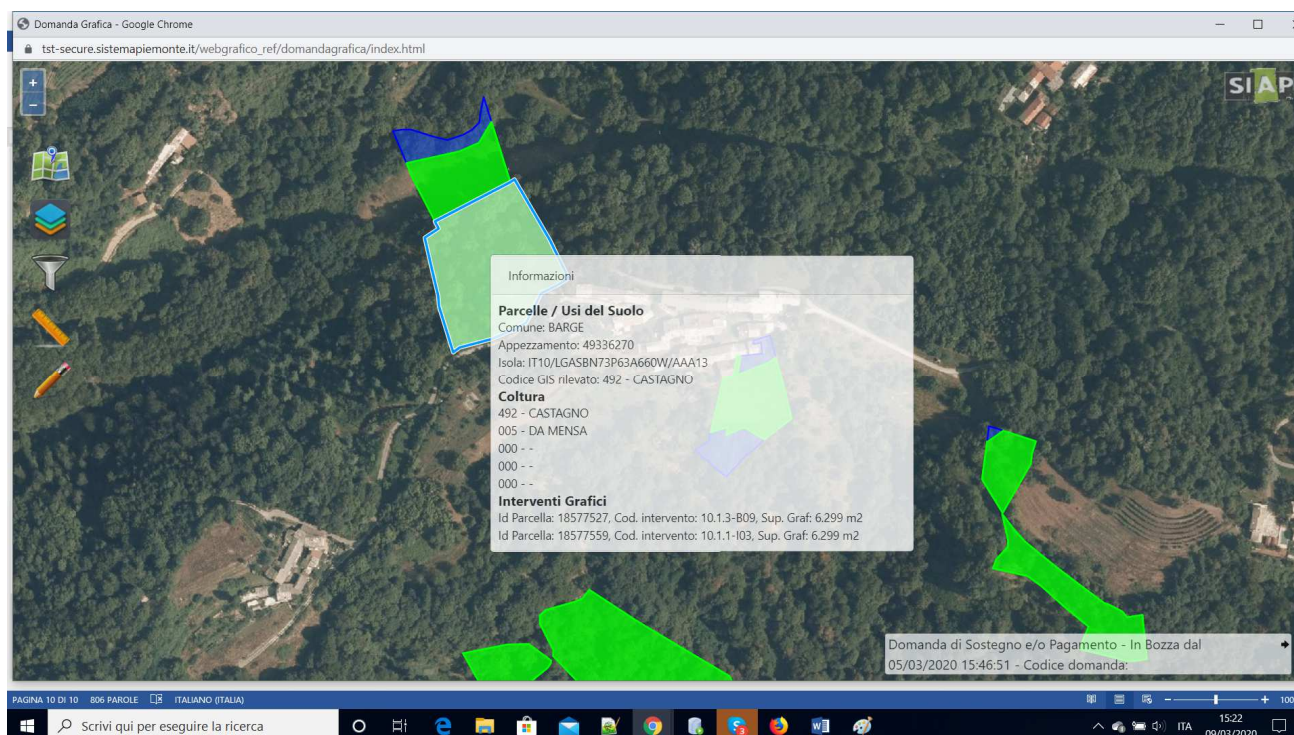 Domanda Grafica - Google Chrome
tst-secure.sistemapiemonte.it/webgrafico_ref/domandagrafica/index.html
+
-
SIAP
Informazioni
Parcelle / Usi del Suolo
Comune: BARGE
Appezzamento: 49336270
Isola: IT10/LGASBN73P63A660W/AAA13
Codice GIS rilevato: 492 - CASTAGNO
Coltura
492 - CASTAGNO
005 - DA MENSA
000 - -
000 - -
000 - -
Interventi Grafici
Id Parcella: 18577527, Cod. intervento: 10.1.3-B09, Sup. Graf: 6.299 m2
Id Parcella: 18577559, Cod. intervento: 10.1.1-I03, Sup. Graf: 6.299 m2
Domanda di Sostegno e/o Pagamento - In Bozza dal
05/03/2020 15:46:51 - Codice domanda:
PAGINA 10 DI 10 806 PAROLE ITALIANO (ITALIA) 100
Scrivi qui per eseguire la ricerca
ITA
15:22
09/03/2020